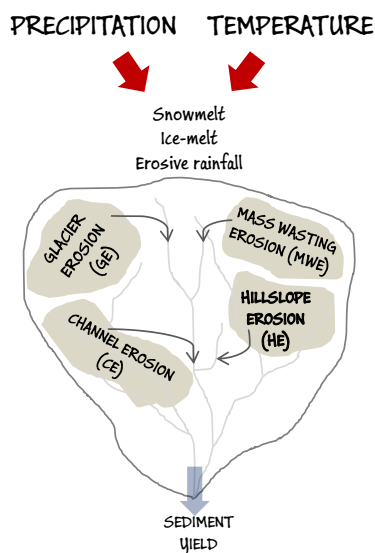 PRECIPITATION TEMPERATURE
Snowmelt
Ice-melt
Erosive rainfall
GLACIER
EROSION
(GE)
MASS WASTING
EROSION (MWE)
HILLSLOPE
EROSION
(HE)
CHANNEL EROSION
(CE)
SEDIMENT
YIELD